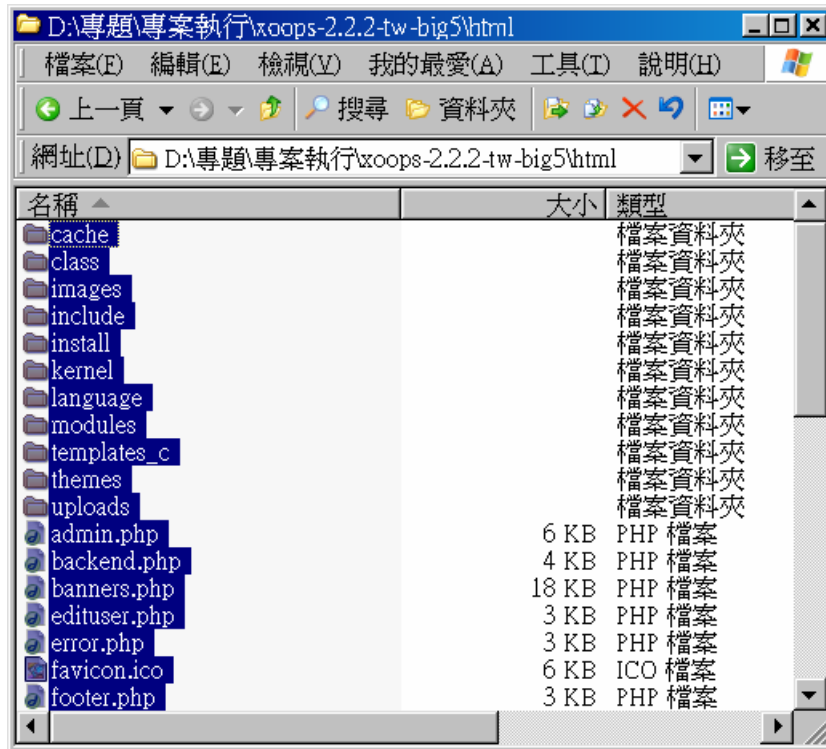 D:\專題\專案執行\xoops-2.2.2-tw-big5\html
檔案(F) 編輯(E) 檢視(V) 我的最愛(A) 工具(T) 說明(H)
上一頁 搜尋 資料夾
網址(D) D:\專題\專案執行\xoops-2.2.2-tw-big5\html 移至
名稱 大小 類型
cache 檔案資料夾
class 檔案資料夾
images 檔案資料夾
include 檔案資料夾
install 檔案資料夾
kernel 檔案資料夾
language 檔案資料夾
modules 檔案資料夾
templates_c 檔案資料夾
themes 檔案資料夾
uploads 檔案資料夾
admin.php 6 KB PHP 檔案
backend.php 4 KB PHP 檔案
banners.php 18 KB PHP 檔案
edituser.php 3 KB PHP 檔案
error.php 3 KB PHP 檔案
favicon.ico 6 KB ICO 檔案
footer.php 3 KB PHP 檔案